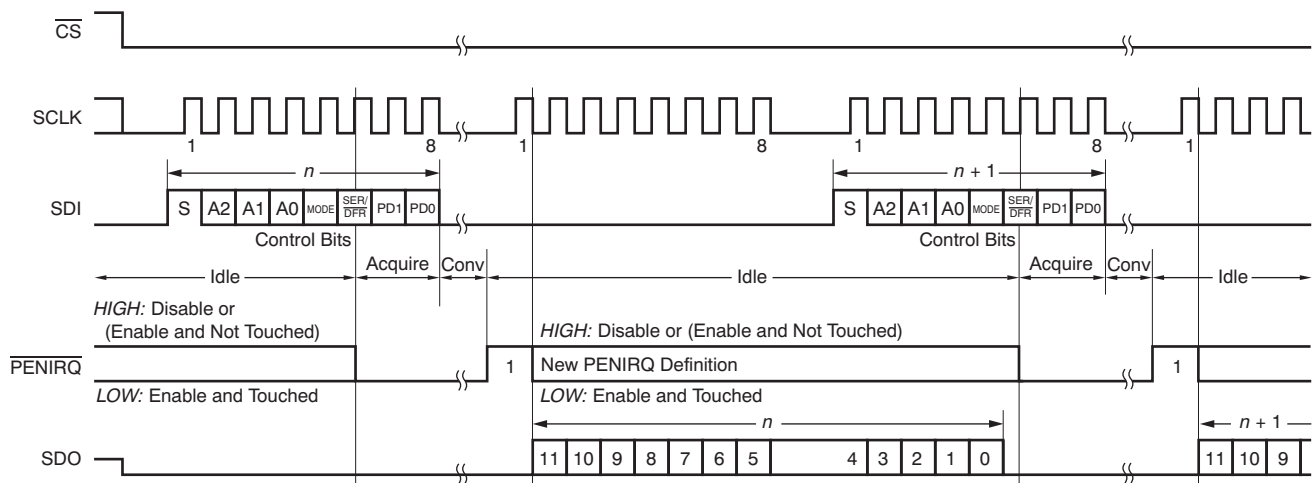 CS
SCLK
1 8 1 8 1 8 1
n n + 1
SDI S A2 A1 A0 MODE SER/DFR PD1 PD0 S A2 A1 A0 MODE SER/DFR PD1 PD0
Control Bits Control Bits
Idle Acquire Conv Idle Acquire Conv Idle
HIGH: Disable or
(Enable and Not Touched)
HIGH: Disable or (Enable and Not Touched)
PENIRQ 1 New PENIRQ Definition 1
LOW: Enable and Touched LOW: Enable and Touched
n n + 1
SDO 11 10 9 8 7 6 5 4 3 2 1 0 11 10 9